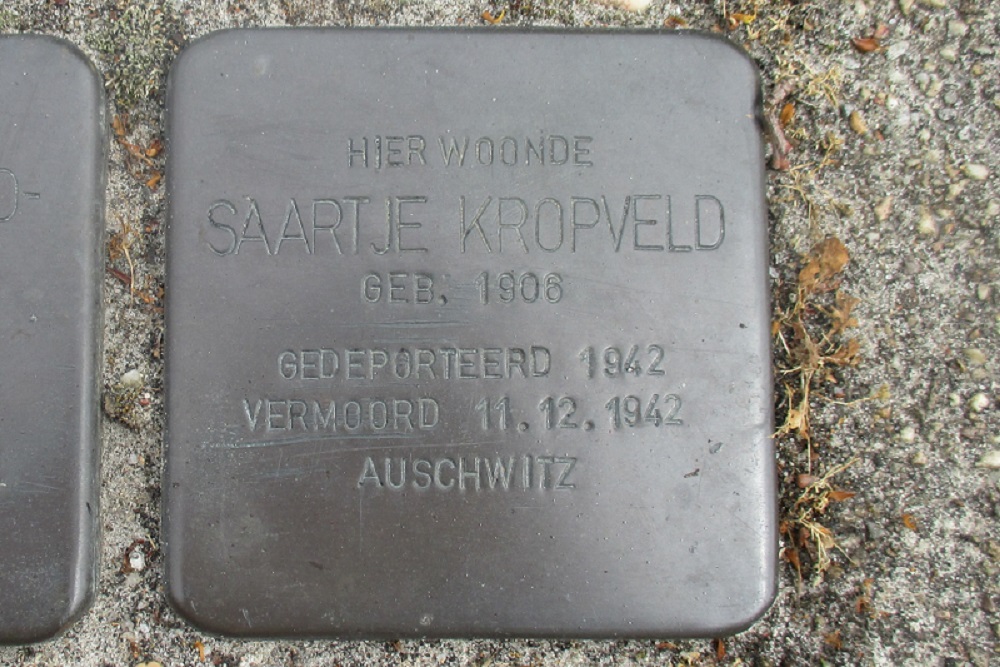 HIER WOONDE
SAARTJE KROPVELD
GEB. 1906
GEDEPORTEERD 1942
VERMOORD 11.12.1942
AUSCHWITZ